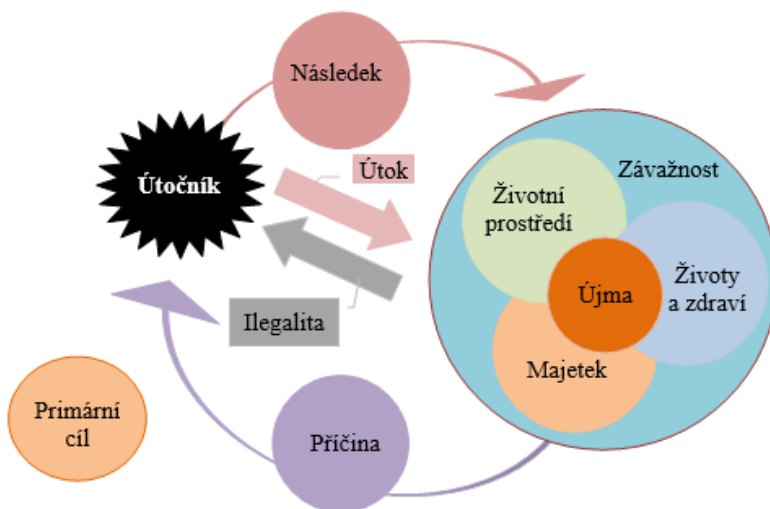 Následek
Útočník
Útok
Závažnost
Životní
prostředí
Životy
a zdraví
Újma
Ilegalita
Majetek
Primární
cíl
Příčina